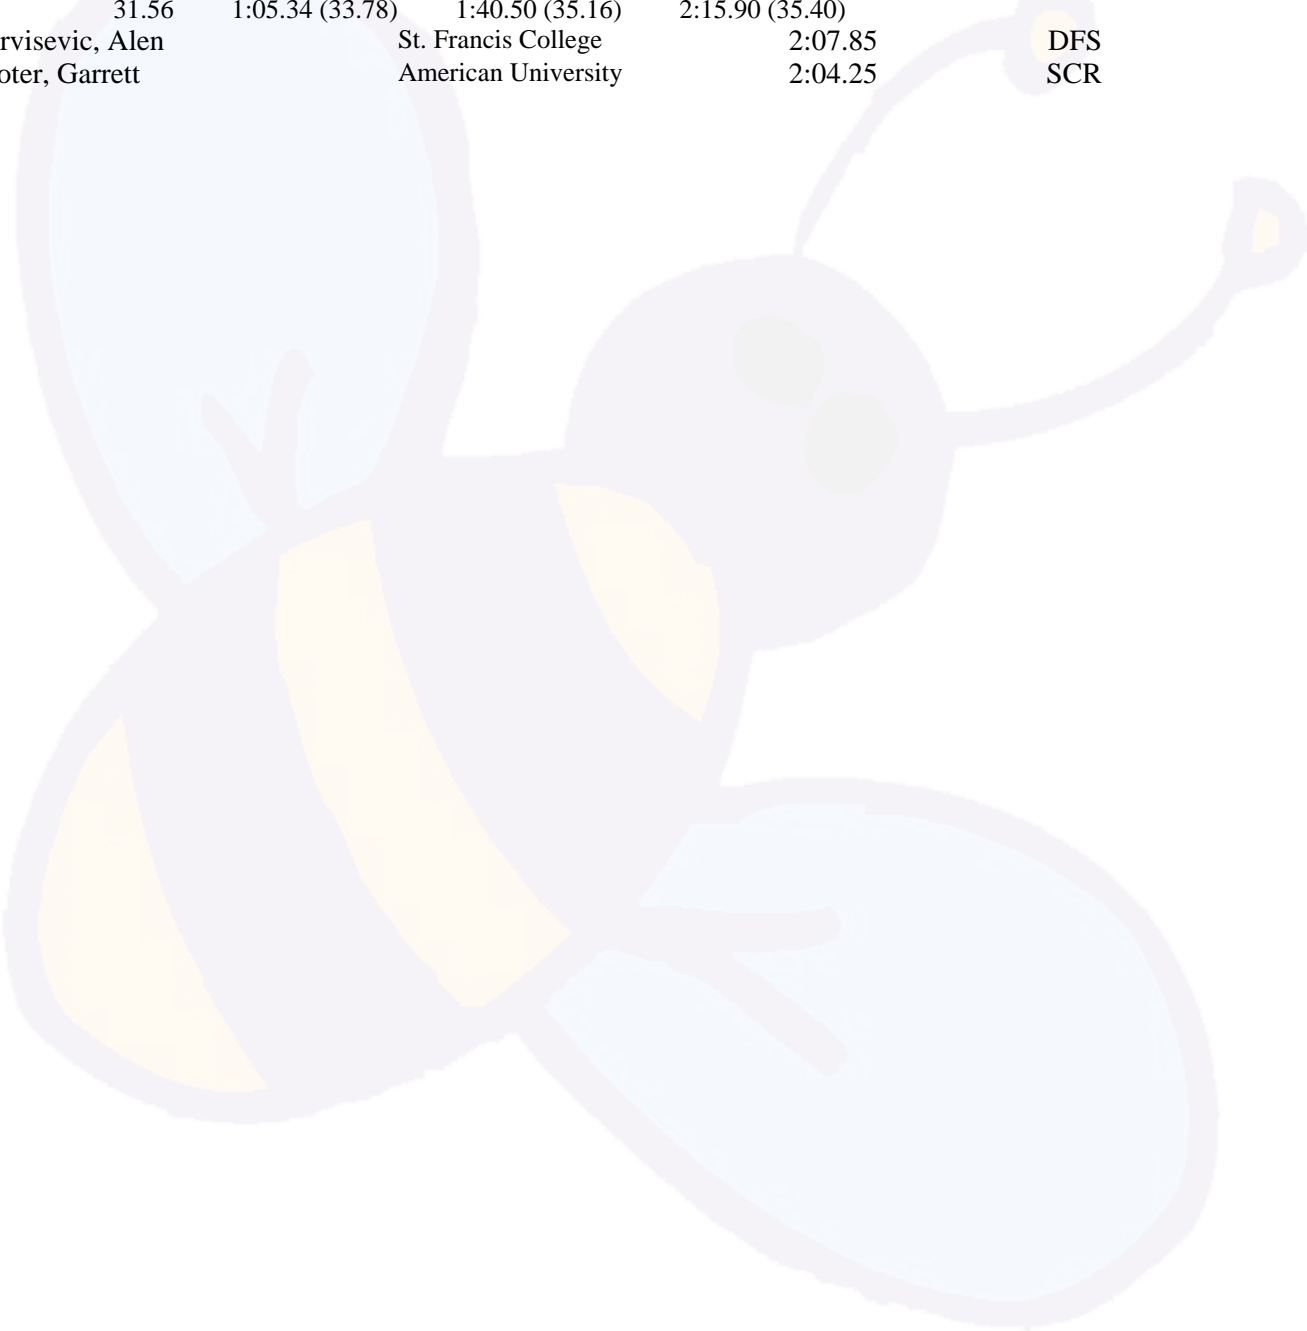 31.56 1:05.34 (33.78) 1:40.50 (35.16) 2:15.90 (35.40)
rvisevic, Alen St. Francis College 2:07.85 DFS
oter, Garrett American University 2:04.25 SCR